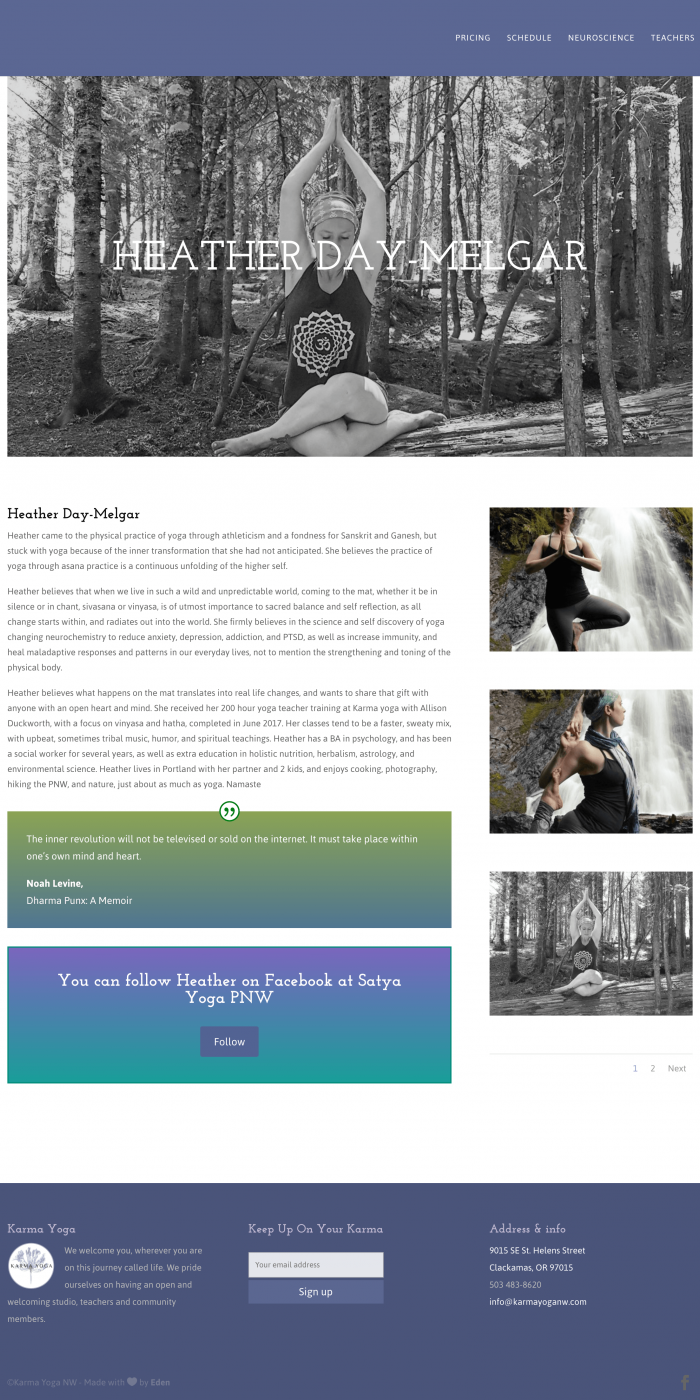 PRICING SCHEDULE NEUROSCIENCE TEACHERS
HEATHER DAY-MELGAR
Heather Day-Melgar
Heather came to the physical practice of yoga through athleticism and a fondness for Sanskrit and Ganesh, but
stuck with yoga because of the inner transformation that she had not anticipated. She believes the practice of
yoga through asana practice is a continuous unfolding of the higher self.
Heather believes that when we live in such a wild and unpredictable world, coming to the mat, whether it be in
silence or in chant, sivasana or vinyasa, is of utmost importance to sacred balance and self reflection, as all
change starts within, and radiates out into the world. She firmly believes in the science and self discovery of yoga
changing neurochemistry to reduce anxiety, depression, addiction, and PTSD, as well as increase immunity, and
heal maladaptive responses and patterns in our everyday lives, not to mention the strengthening and toning of the
physical body.
Heather believes what happens on the mat translates into real life changes, and wants to share that gift with
anyone with an open heart and mind. She received her 200 hour yoga teacher training at Karma yoga with Allison
Duckworth, with a focus on vinyasa and hatha, completed in June 2017. Her classes tend to be a faster, sweaty mix,
with upbeat, sometimes tribal music, humor, and spiritual teachings. Heather has a BA in psychology, and has been
a social worker for several years, as well as extra education in holistic nutrition, herbalism, astrology, and
environmental science. Heather lives in Portland with her partner and 2 kids, and enjoys cooking, photography,
hiking the PNW, and nature, just about as much as yoga. Namaste
The inner revolution will not be televised or sold on the internet. It must take place within
one's own mind and heart.
Noah Levine,
Dharma Punx: A Memoir
You can follow Heather on Facebook at Satya
Yoga PNW
Follow
1 2 Next
Karma Yoga
KARMA YOGA
We welcome you, wherever you are
on this journey called life. We pride
ourselves on having an open and
welcoming studio, teachers and community
members.
Keep Up On Your Karma
Your email address
Sign up
Address & info
9015 SE St. Helens Street
Clackamas, OR 97015
503 483-8620
info@karmayoganw.com
©Karma Yoga NW - Made with 🖤 by Eden